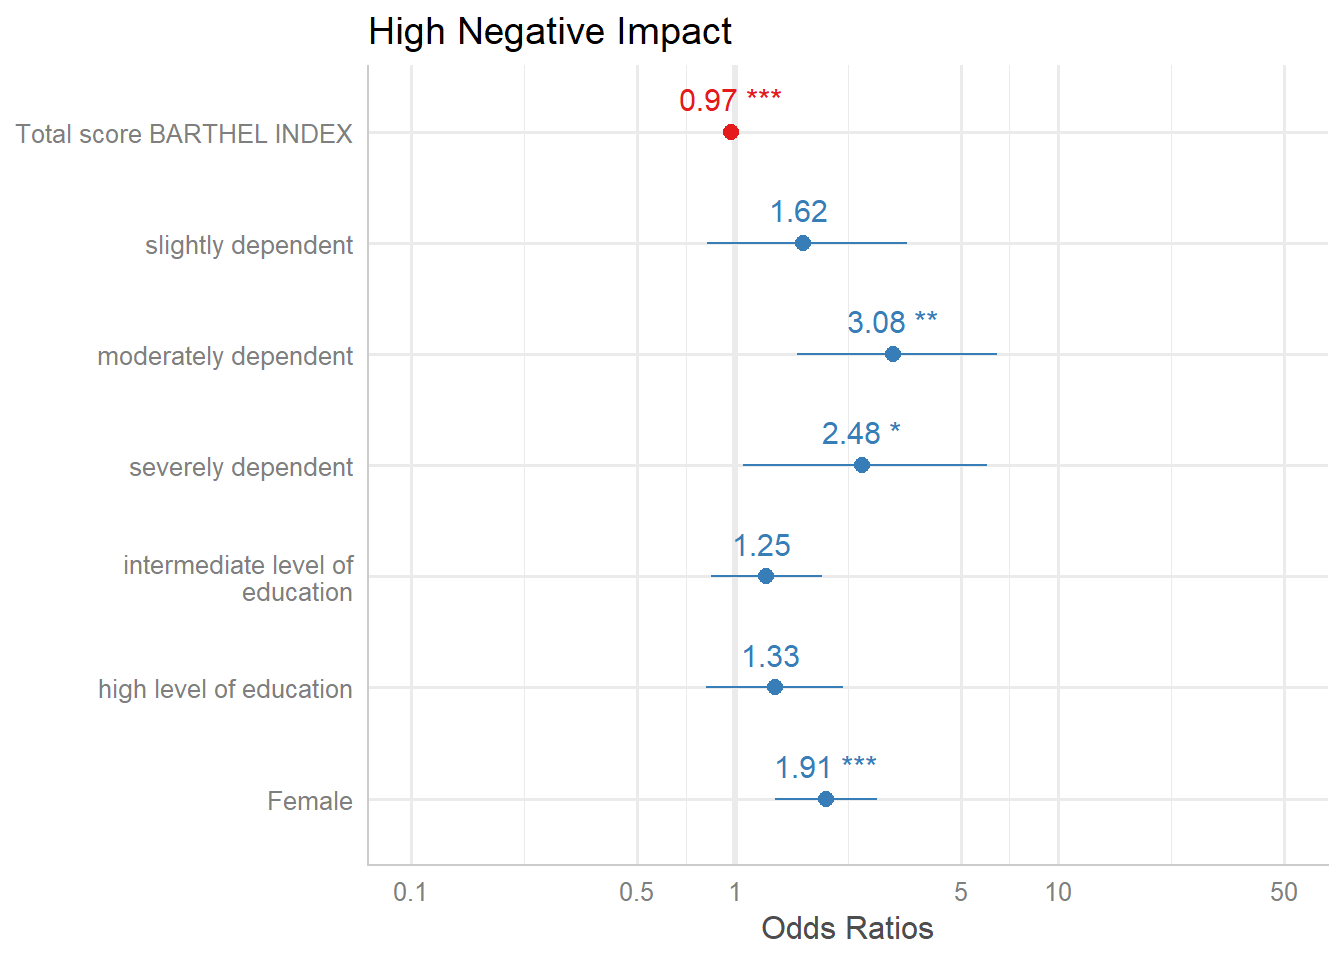 High Negative Impact
0.97 ***
Total score BARTHEL INDEX
1.62
slightly dependent
3.08 **
moderately dependent
2.48 *
severely dependent
1.25
intermediate level of
education
1.33
high level of education
1.91 ***
Female
0.1 0.5 1 5 10 50
Odds Ratios